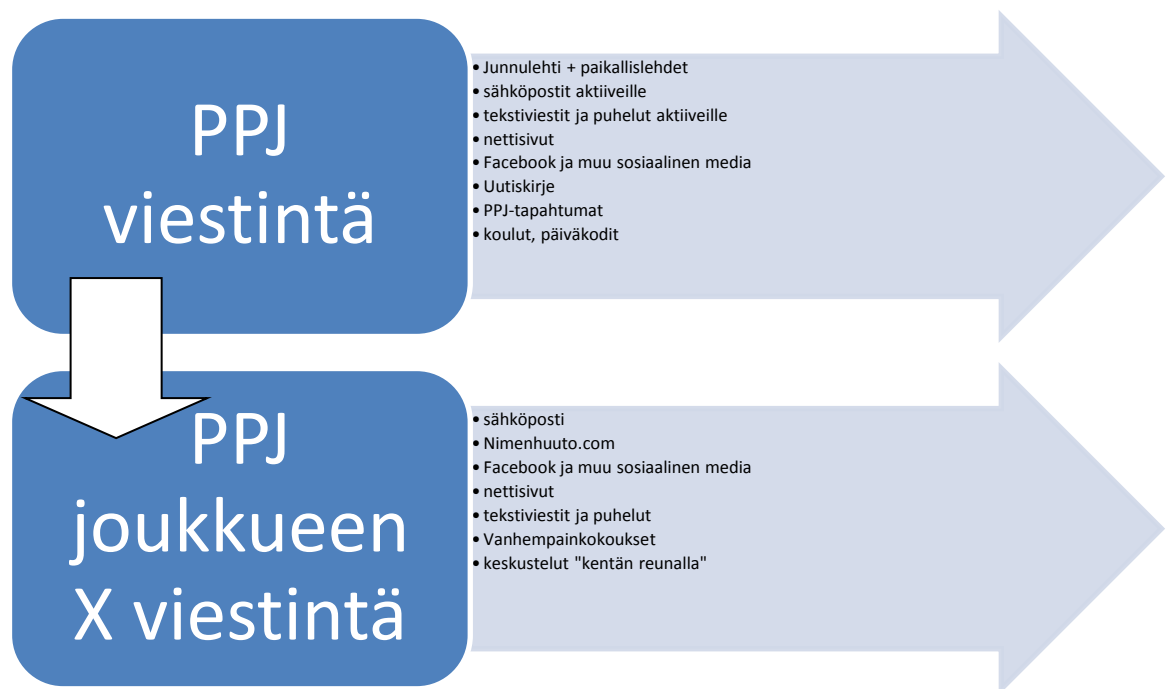 PPJ
viestintä
• Junnulehti + paikallislehdet
• sähköpostit aktiiveille
• tekstiviestit ja puhelut aktiiveille
• nettisivut
• Facebook ja muu sosiaalinen media
• Uutiskirje
• PPJ-tapahtumat
• koulut, päiväkodit
PPJ
joukkueen
X viestintä
• sähköposti
• Nimenhuuto.com
• Facebook ja muu sosiaalinen media
• nettisivut
• tekstiviestit ja puhelut
• Vanhempainkokoukset
• keskustelut "kentän reunalla"